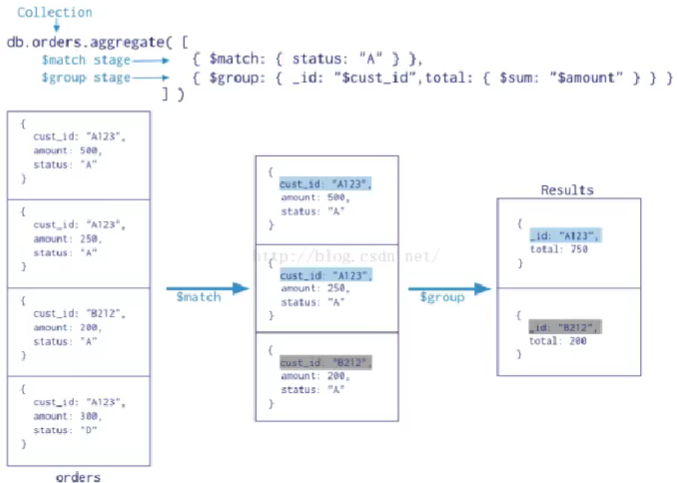 Collection
db.orders.aggregate( [
$match stage { $match: { status: "A" } },
$group stage { $group: { _id: "$cust_id",total: { $sum: "$amount" } } }
] )
{
cust_id: "A123",
amount: 500,
status: "A"
}
{
cust_id: "A123",
amount: 250,
status: "A"
}
{
cust_id: "B212",
amount: 200,
status: "A"
}
{
cust_id: "A123",
amount: 300,
status: "D"
}
orders
$match
{
cust_id: "A123",
amount: 500,
status: "A"
}
http://blog.csdn.net/
{
cust_id: "A123",
amount: 250,
status: "A"
}
{
cust_id: "B212",
amount: 200,
status: "A"
}
$group
Results
{
_id: "A123",
total: 750
}
{
_id: "B212",
total: 200
}